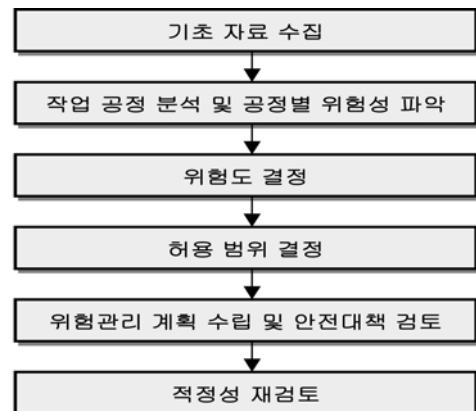 기초 자료 수집
작업 공정 분석 및 공정별 위험성 파악
위험도 결정
허용 범위 결정
위험관리 계획 수립 및 안전대책 검토
적정성 재검토